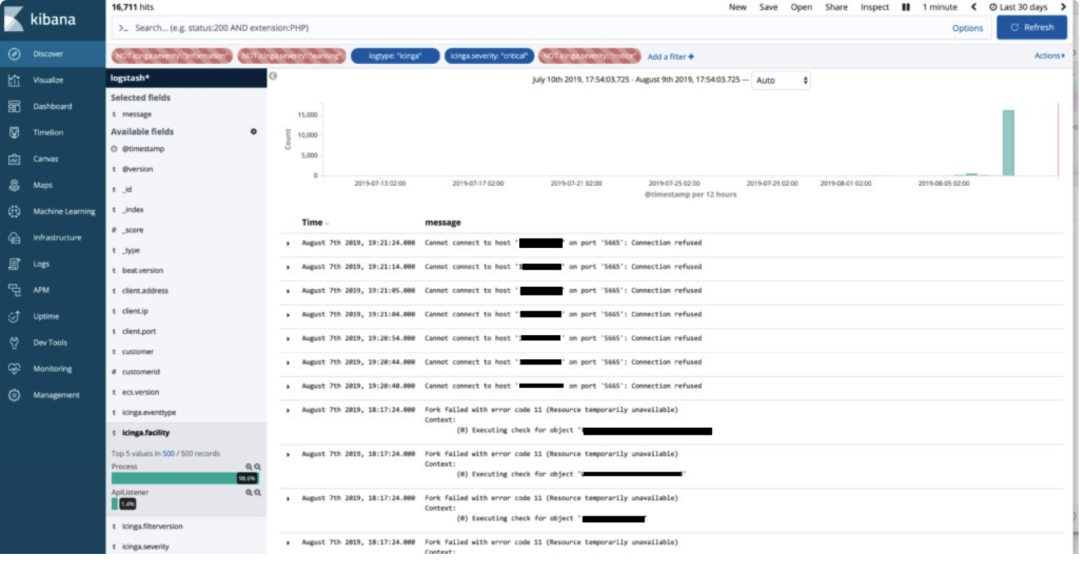 16,711 hits
New Save Open Share Inspect 1 minute Last 30 days
kibana
>_ Search... (e.g. status:200 AND extension:PHP)
Options
Refresh
NOT icinga.severity: "information" NOT icinga.severity: "warning" logtype: "icinga" icinga.severity: "critical" NOT icinga.severity: "notice" Add a filter +
Actions
Discover
Visualize
Dashboard
Timelion
Canvas
Maps
Machine Learning
Infrastructure
Logs
APM
Uptime
Dev Tools
Monitoring
Management
logstash*
Selected fields
t message
Available fields
@timestamp
t @version
t _id
t _index
# _score
t _type
t beat.version
t client.address
t client.ip
t client.port
t customer
# customerid
t ecs.version
t icinga.eventtype
t icinga.facility
Top 5 values in 500 / 500 records
Process
98.6%
ApiListener
1.4%
t icinga.filterversion
t icinga.severity
July 10th 2019, 17:54:03.725 - August 9th 2019, 17:54:03.725 — Auto
Count
15,000
10,000
5,000
0
2019-07-13 02:00 2019-07-17 02:00 2019-07-21 02:00 2019-07-25 02:00 2019-07-29 02:00 2019-08-01 02:00 2019-08-05 02:00
@timestamp per 12 hours
Time message
August 7th 2019, 19:21:24.000 Cannot connect to host ' ' on port '5665': Connection refused
August 7th 2019, 19:21:14.000 Cannot connect to host ' ' on port '5665': Connection refused
August 7th 2019, 19:21:05.000 Cannot connect to host ' ' on port '5665': Connection refused
August 7th 2019, 19:21:04.000 Cannot connect to host ' ' on port '5665': Connection refused
August 7th 2019, 19:20:54.000 Cannot connect to host ' ' on port '5665': Connection refused
August 7th 2019, 19:20:44.000 Cannot connect to host ' ' on port '5665': Connection refused
August 7th 2019, 19:20:40.000 Cannot connect to host ' ' on port '5665': Connection refused
August 7th 2019, 18:17:24.000 Fork failed with error code 11 (Resource temporarily unavailable)
Context:
(0) Executing check for object '
August 7th 2019, 18:17:24.000 Fork failed with error code 11 (Resource temporarily unavailable)
Context:
(0) Executing check for object ' '
August 7th 2019, 18:17:24.000 Fork failed with error code 11 (Resource temporarily unavailable)
Context:
(0) Executing check for object '
August 7th 2019, 18:17:24.000 Fork failed with error code 11 (Resource temporarily unavailable)
Context: